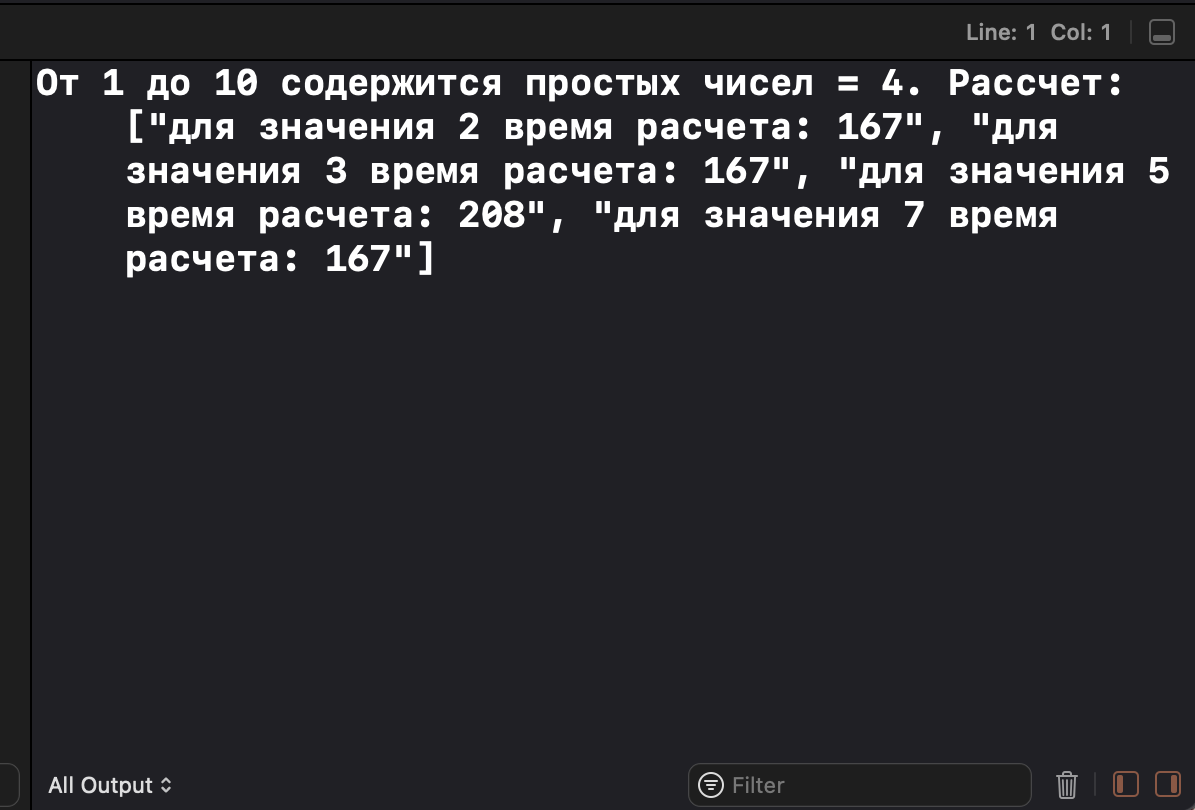 Line: 1 Col: 1
От 1 до 10 содержится простых чисел = 4. Рассчет:
["для значения 2 время расчета: 167", "для
значения 3 время расчета: 167", "для значения 5
время расчета: 208", "для значения 7 время
расчета: 167"]
All Output
Filter